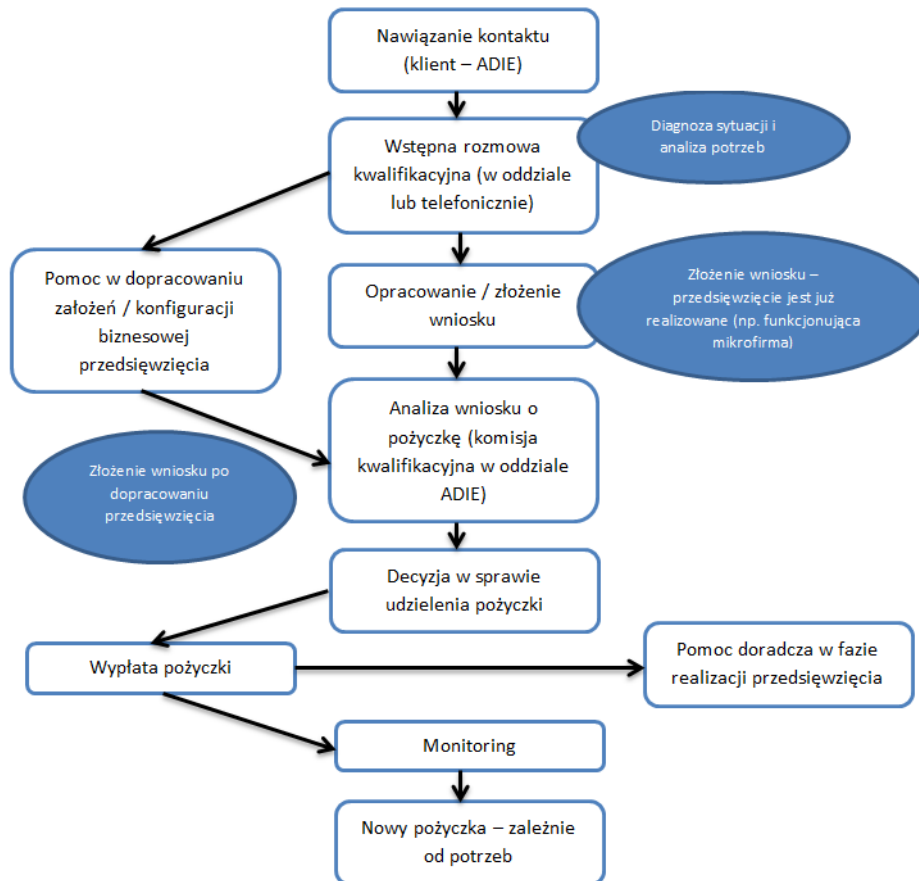 Nawiązanie kontaktu
(klient – ADIE)
Diagnoza sytuacji i
analiza potrzeb
Wstępna rozmowa
kwalifikacyjna (w oddziale
lub telefonicznie)
Pomoc w dopracowaniu
założeń / konfiguracji
biznesowej
przedsięwzięcia
Opracowanie / złożenie
wniosku
Złożenie wniosku –
przedsięwzięcie jest już
realizowane (np. funkcjonująca
mikrofirma)
Analiza wniosku o
pożyczkę (komisja
kwalifikacyjna w oddziale
ADIE)
Złożenie wniosku po
dopracowaniu
przedsięwzięcia
Decyzja w sprawie
udzielenia pożyczki
Wypłata pożyczki
Pomoc doradcza w fazie
realizacji przedsięwzięcia
Monitoring
Nowy pożyczka – zależnie
od potrzeb